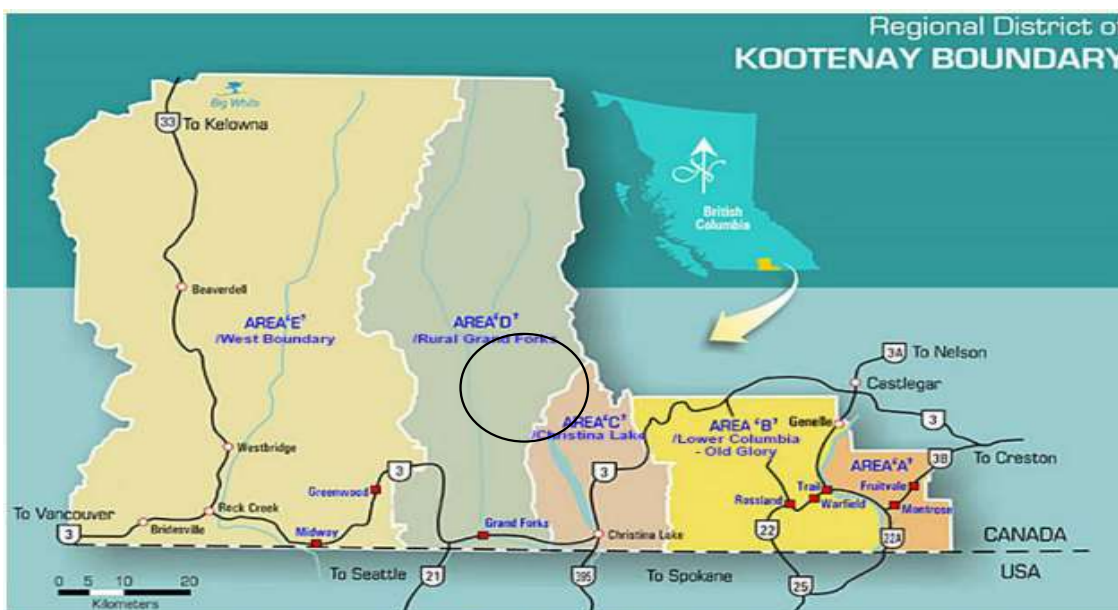 Regional District of
KOOTENAY BOUNDARY
Big White
33
To Kelowna
British
Columbia
Beaverdell
AREA‘E’
/West Boundary
AREA‘D’
/Rural Grand Forks
3A
To Nelson
Castlegar
AREA‘C’
/Christina Lake
AREA ‘B’
/Lower Columbia
- Old Glory
Genelle
3
Westbridge
3
3
AREA‘A’
3B
To Creston
Greenwood
Fruitvale
Trail
Warfield
Rossland
Montrose
To Vancouver
3
Bridesville
Rock Creek
Midway
Grand Forks
Christina Lake
22
22A
CANADA
USA
To Seattle
21
395
To Spokane
25
0 5 10 20
Kilometers